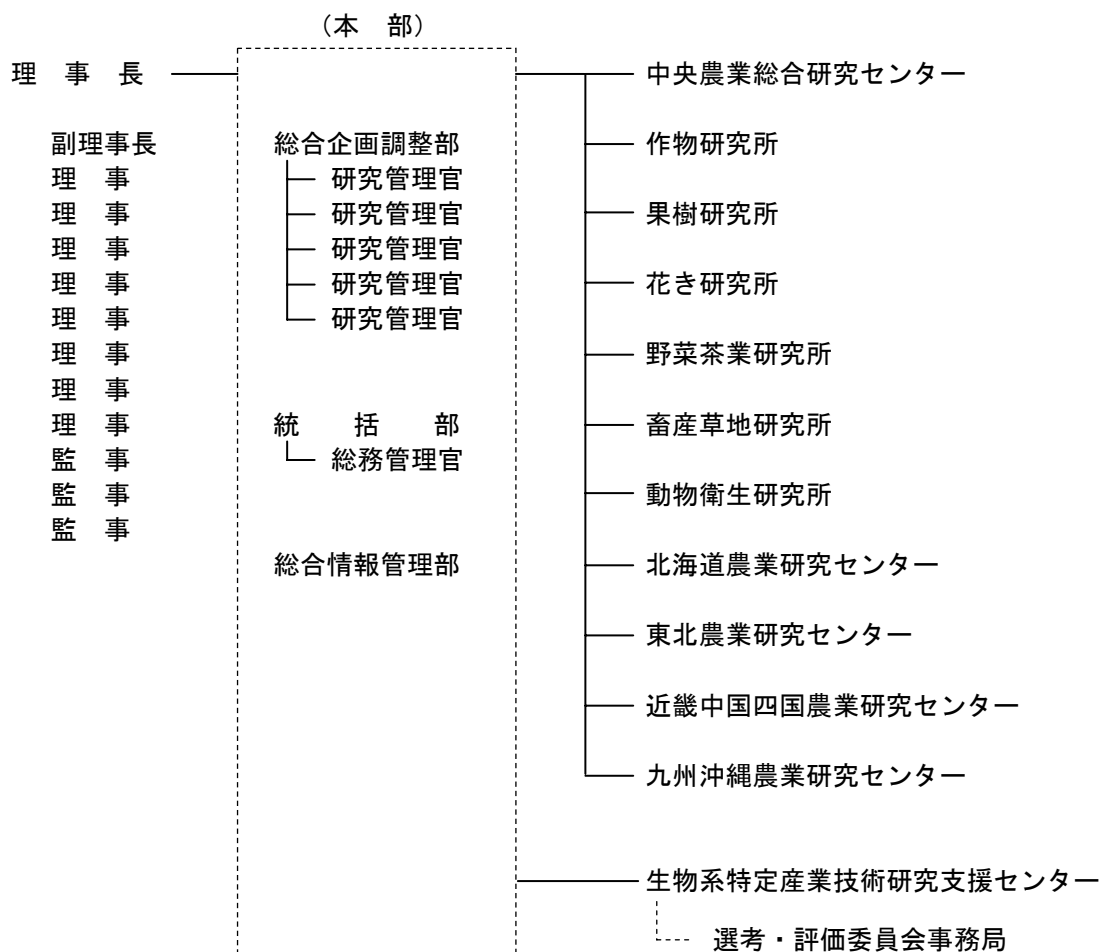 （本　部）
理　事　長
副理事長
理　事
理　事
理　事
理　事
理　事
理　事
理　事
理　事
監　事
監　事
監　事
総合企画調整部
研究管理官
研究管理官
研究管理官
研究管理官
研究管理官
統　括　部
総務管理官
総合情報管理部
中央農業総合研究センター
作物研究所
果樹研究所
花き研究所
野菜茶業研究所
畜産草地研究所
動物衛生研究所
北海道農業研究センター
東北農業研究センター
近畿中国四国農業研究センター
九州沖縄農業研究センター
生物系特定産業技術研究支援センター
選考・評価委員会事務局